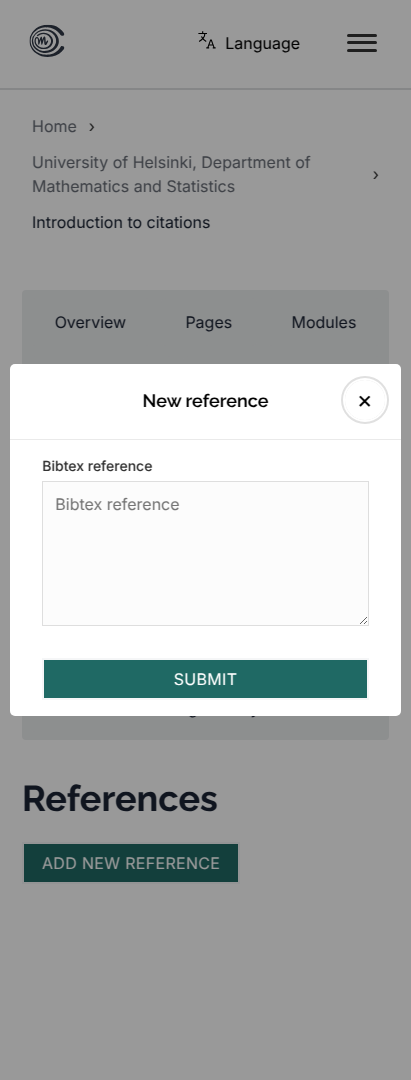 Language
Home
University of Helsinki, Department of
Mathematics and Statistics
Introduction to citations
Overview Pages Modules
New reference
Bibtex reference
Bibtex reference
SUBMIT
References
ADD NEW REFERENCE